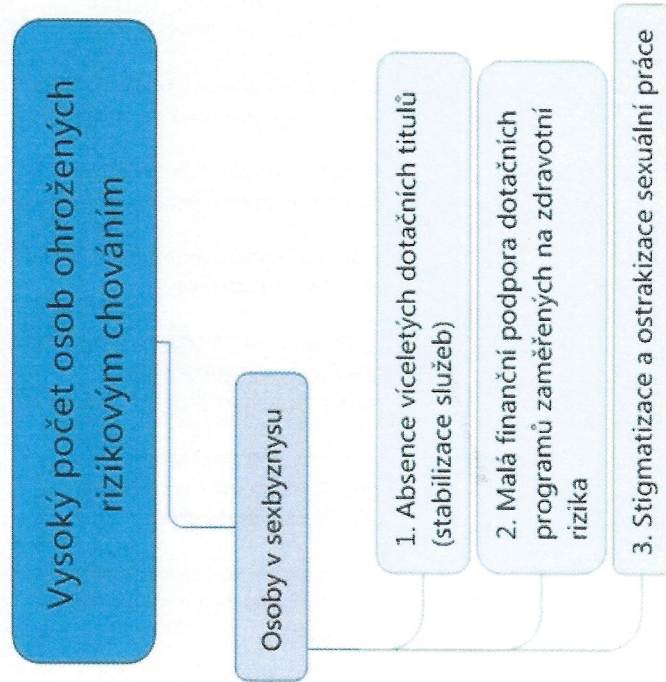 Vysoký počet osob ohrožených
rizikovým chováním
Osoby v sexbyznysu
1. Absence víceletých dotačních titulů
(stabilizace služeb)
2. Malá finanční podpora dotačních
programů zaměřených na zdravotní
rizika
3. Stigmatizace a ostrakizace sexuální práce